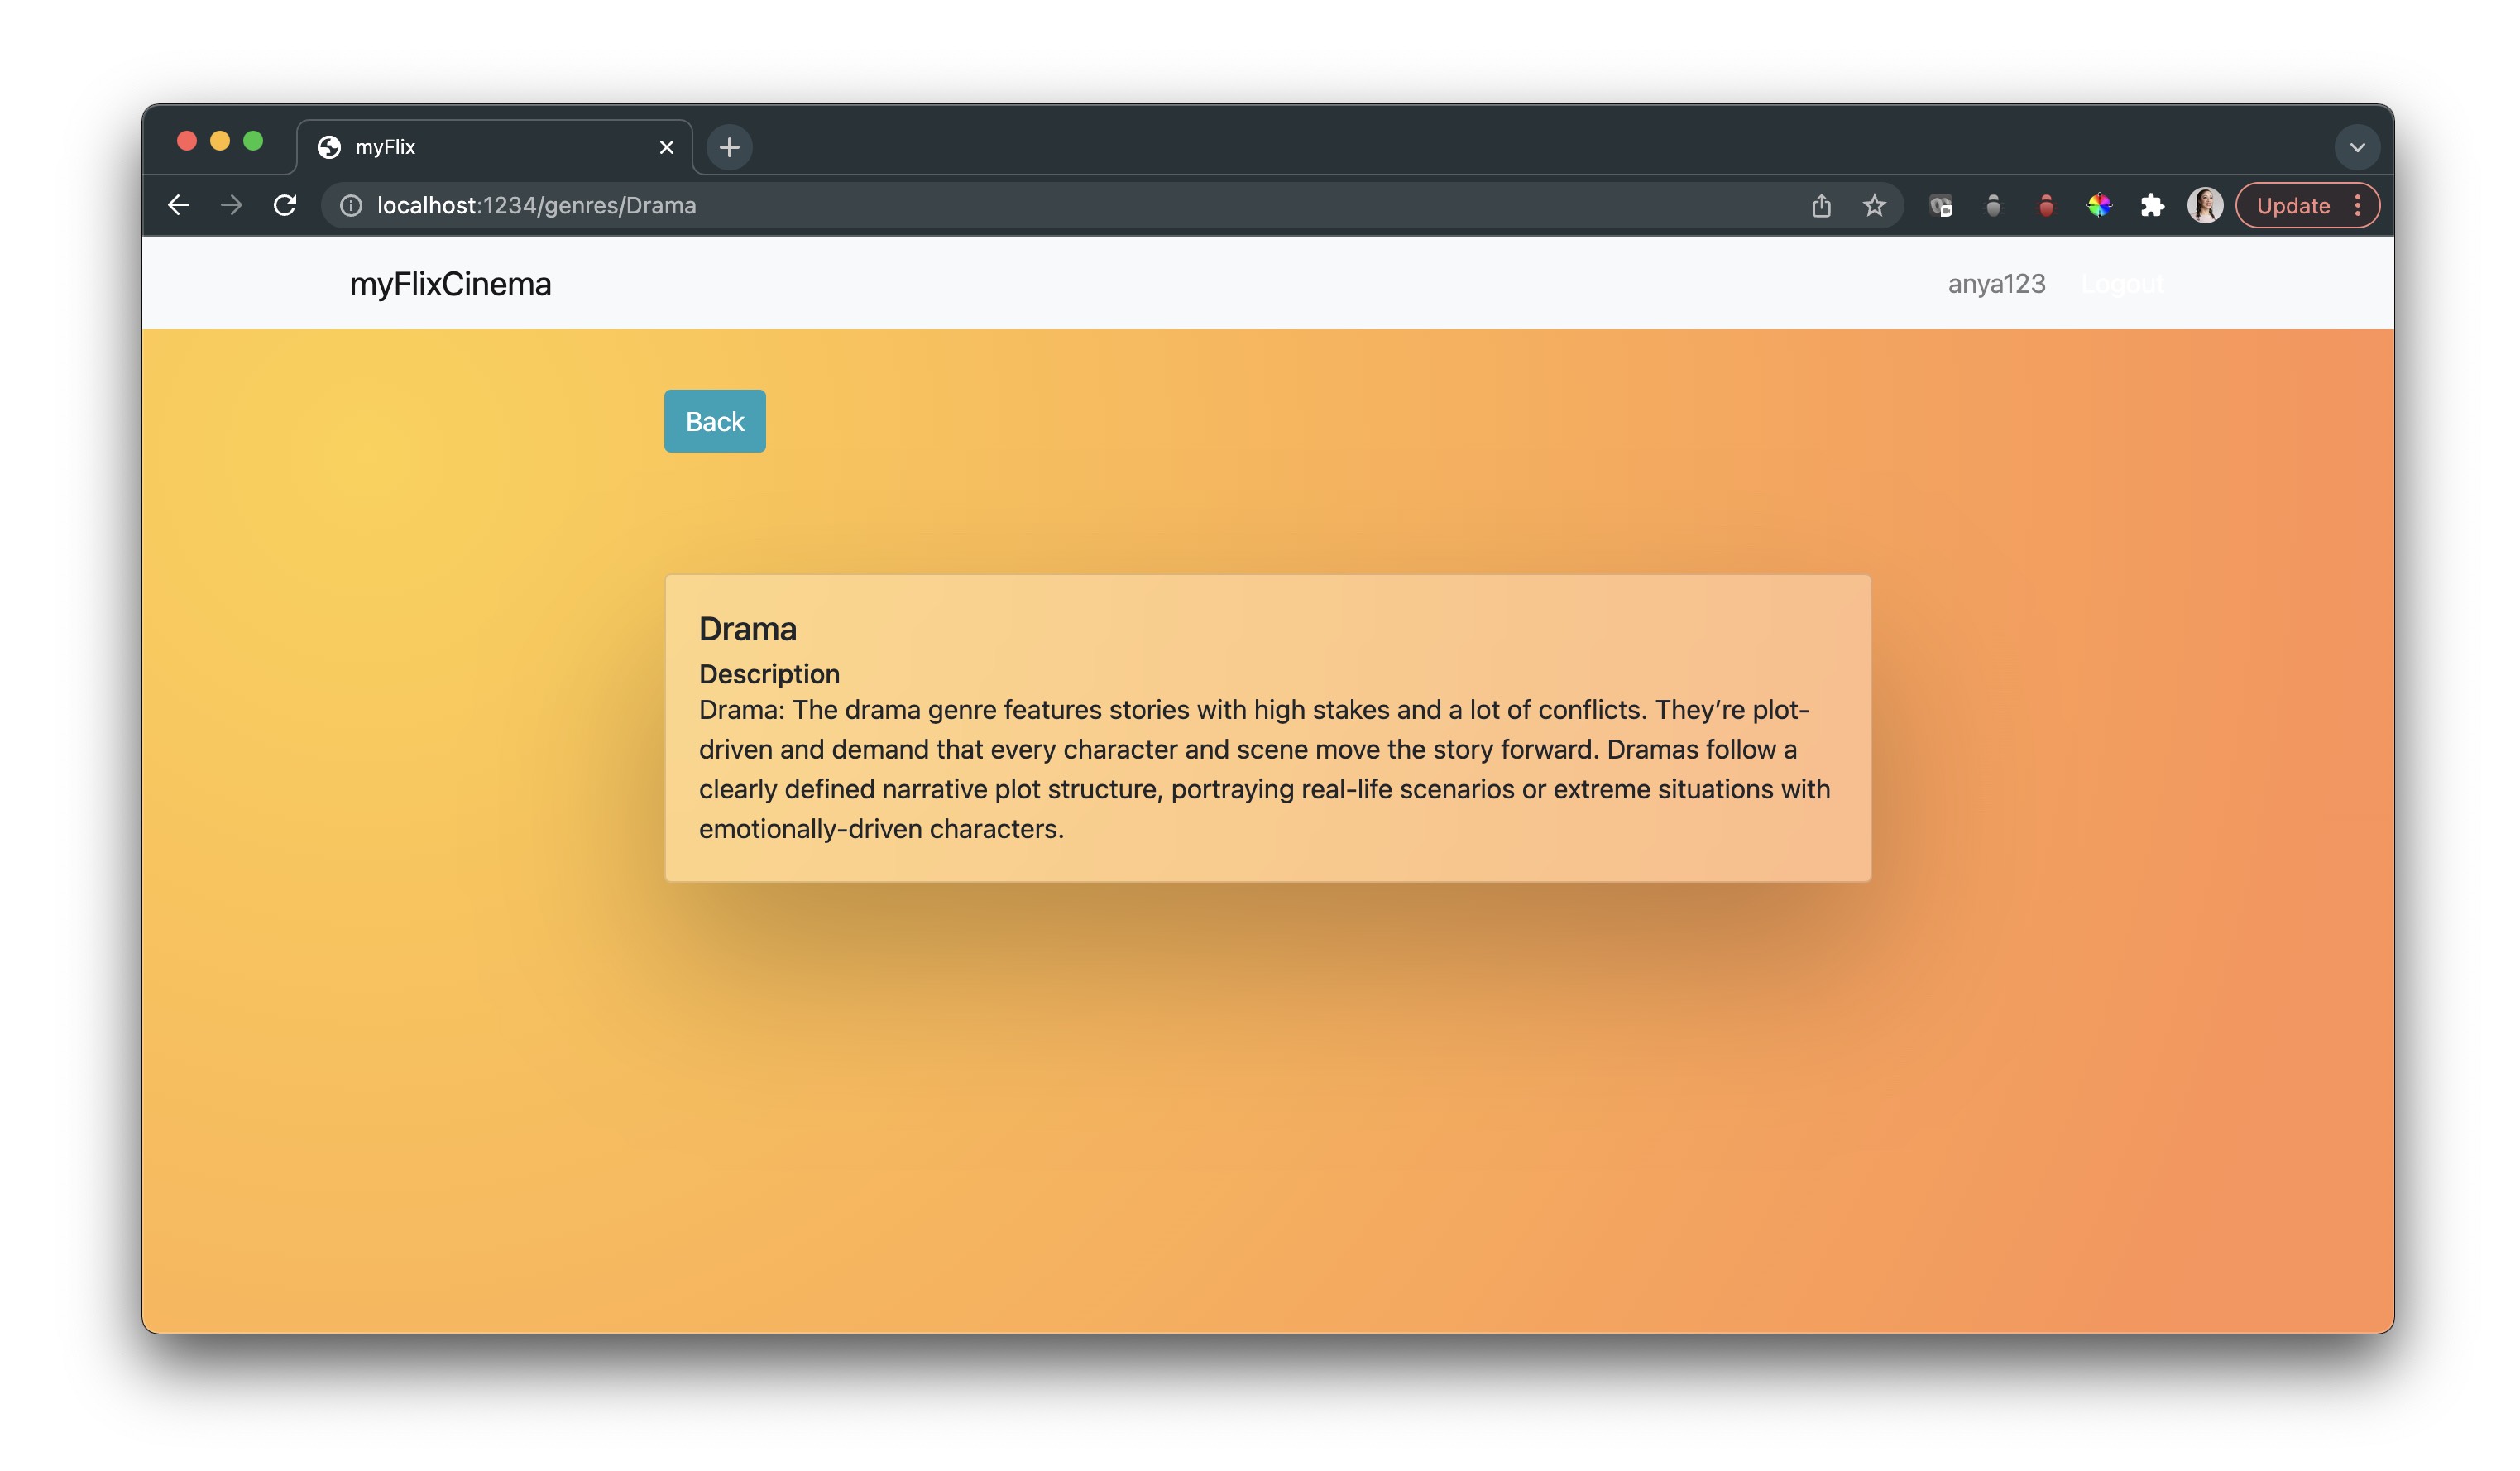 myFlix
localhost:1234/genres/Drama
Update
myFlixCinema
anya123
Logout
Back
Drama
Description
Drama: The drama genre features stories with high stakes and a lot of conflicts. They’re plot-
driven and demand that every character and scene move the story forward. Dramas follow a
clearly defined narrative plot structure, portraying real-life scenarios or extreme situations with
emotionally-driven characters.